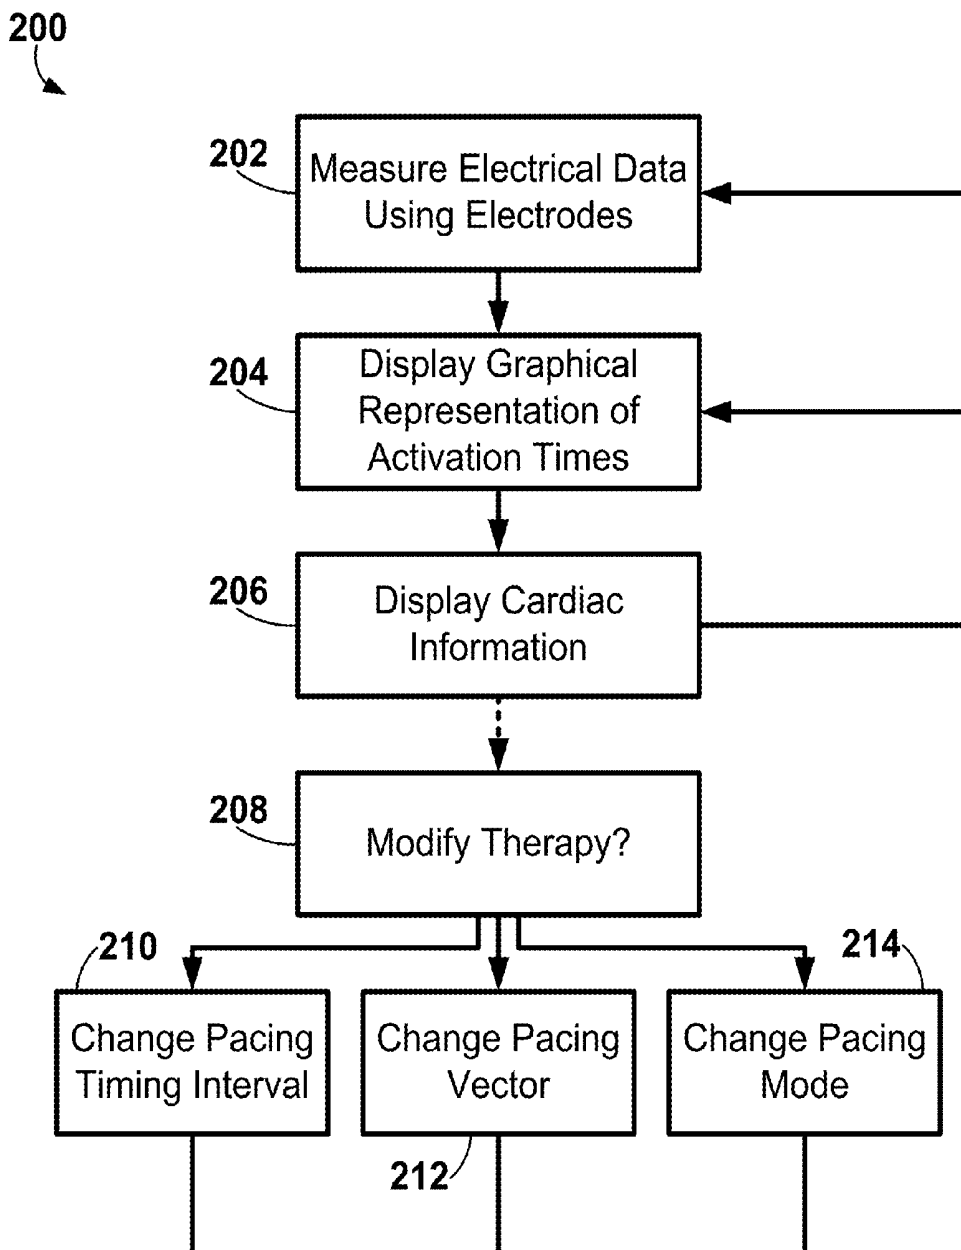 200
202
Measure Electrical Data
Using Electrodes
204
Display Graphical
Representation of
Activation Times
206
Display Cardiac
Information
208
Modify Therapy?
210
214
Change Pacing
Timing Interval
Change Pacing
Vector
Change Pacing
Mode
212